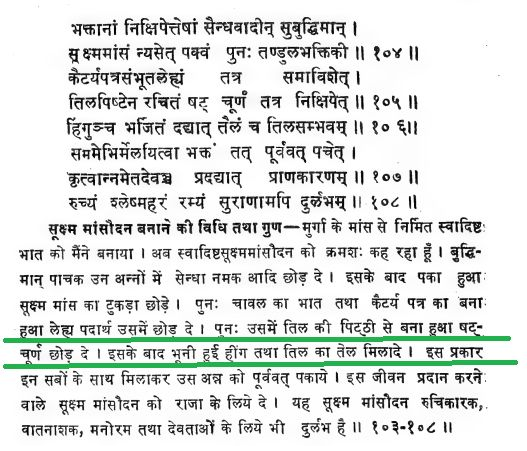 भक्तानां निक्षिपेत्तेषां सैन्धवादीन् सुबुद्धिमान् ।
सूक्ष्ममांसं न्यसेत् पक्वं पुनः तण्डुलभक्तिकी ॥ १०४ ॥
कैटर्यपत्रसंभूतलेह्यं तत्र समाविशेत् ।
तिलपिष्टेन रचितं षट् चूर्णं तत्र निक्षिपेत् ॥ १०५ ॥
हिंगुञ्च भर्जितं दद्यात् तैलं च तिलसम्भवम् ॥ १० ६ ॥
सममेभिर्मेर्लायत्वा भक्तं तत् पूर्ववत् पचेत् ।
कृत्वान्नमेतदेवञ्च प्रदद्यात् प्राणकारणम् ॥ १०७ ॥
रुच्यं श्लेष्महरं रम्यं सुराणामपि दुर्लभम् ॥ १०८ ॥
सूक्ष्म मांसोदन बनाने की विधि तथा गुण—मुर्गा के मांस से निर्मित स्वादिष्ट
भात को मैंने बनाया । अब स्वादिष्टसूक्ष्ममांसोदन को क्रमशः कह रहा हूँ । बुद्धि-
मान् पाचक उन अन्नों में सेन्धा नमक आदि छोड़ दे । इसके बाद पका हुआ
सूक्ष्म मांस का टुकड़ा छोड़े । पुनः चावल का भात तथा कैटर्य पत्र का बना
हुआ लेह्य पदार्थ उसमें छोड़ दे । पुनः उसमें तिल की पिट्ठी से बना हुआ षट्-
चूर्ण छोड़ दे । इसके बाद भूनी हुई हींग तथा तिल का तेल मिलादे । इस प्रकार
इन सबों के साथ मिलाकर उस अन्न को पूर्ववत् पकाये । इस जीवन प्रदान करने
वाले सूक्ष्म मांसोदन को राजा के लिये दे । यह सूक्ष्म मांसोदन रुचिकारक,
वातनाशक, मनोरम तथा देवताओं के लिये भी दुर्लभ है ॥ १०३-१०८ ॥